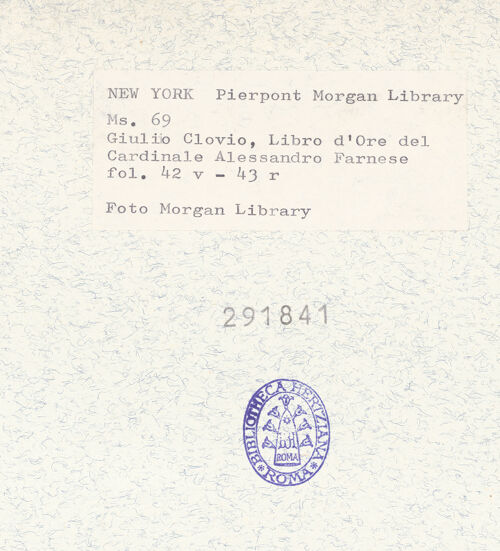 NEW YORK Pierpont Morgan Library
Ms. 69
Giulio Clovio, Libro d'Ore del
Cardinale Alessandro Farnese
fol. 42 v - 43 r
Foto Morgan Library
291841
BIBLIOTHECA HERTZIANA
ROMA
* ROMA *